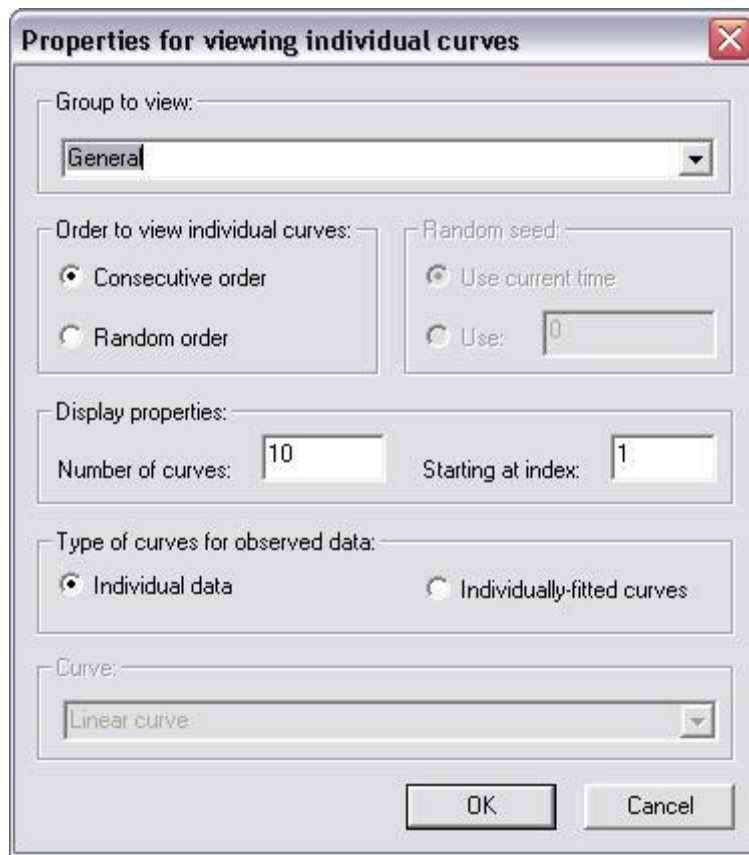 Properties for viewing individual curves
Group to view:
General
Order to view individual curves:
Consecutive order
Random order
Random seed:
Use current time
Use: 0
Display properties:
Number of curves: 10 Starting at index: 1
Type of curves for observed data:
Individual data Individually-fitted curves
Curve:
Linear curve
OK Cancel